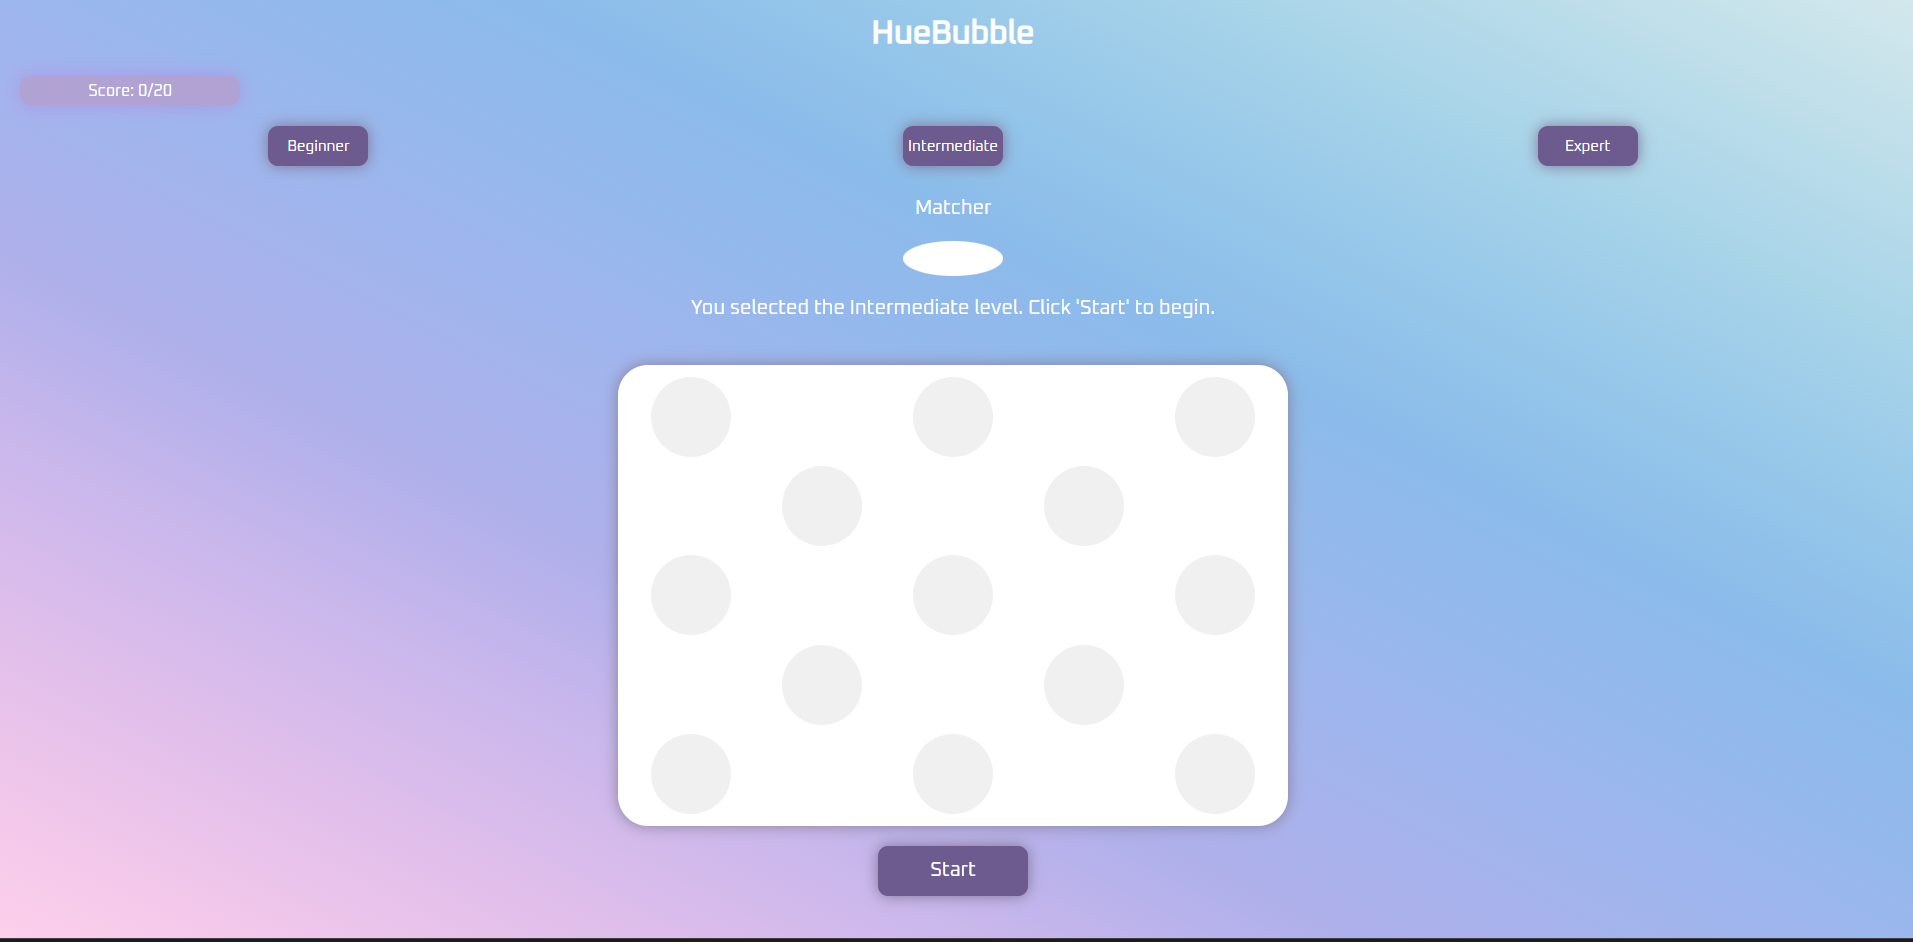 HueBubble
Score: 0/20
Beginner
Intermediate
Expert
Matcher
You selected the Intermediate level. Click 'Start' to begin.
Start